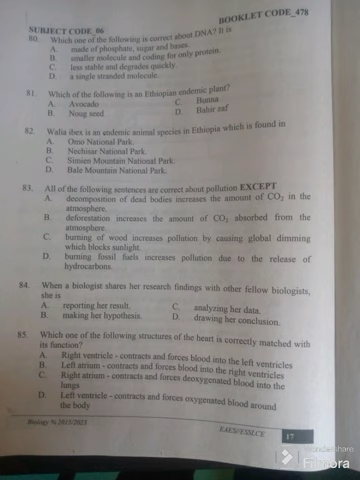 SUBJECT CODE_06
BOOKLET CODE_478
80. Which one of the following is correct about DNA? It is
A. made of phosphate, sugar and bases.
B. smaller molecule and coding for only protein.
C. less stable and degrades quickly.
D. a single stranded molecule.
81. Which of the following is an Ethiopian endemic plant?
A. Avocado C. Bunna
B. Noug seed D. Bahir zaf
82. Walia ibex is an endemic animal species in Ethiopia which is found in
A. Omo National Park.
B. Nechisar National Park.
C. Simien Mountain National Park.
D. Bale Mountain National Park.
83. All of the following sentences are correct about pollution EXCEPT
A. decomposition of dead bodies increases the amount of CO₂ in the
atmosphere.
B. deforestation increases the amount of CO₂ absorbed from the
atmosphere.
C. burning of wood increases pollution by causing global dimming
which blocks sunlight.
D. burning fossil fuels increases pollution due to the release of
hydrocarbons.
84. When a biologist shares her research findings with other fellow biologists,
she is
A. reporting her result. C. analyzing her data.
B. making her hypothesis. D. drawing her conclusion.
85. Which one of the following structures of the heart is correctly matched with
its function?
A. Right ventricle - contracts and forces blood into the left ventricles
B. Left atrium - contracts and forces blood into the right ventricles
C. Right atrium - contracts and forces deoxygenated blood into the
lungs
D. Left ventricle - contracts and forces oxygenated blood around
the body
Biology N 2015/2023
EAES/ESSLCE 17
Wondershare
Filmora